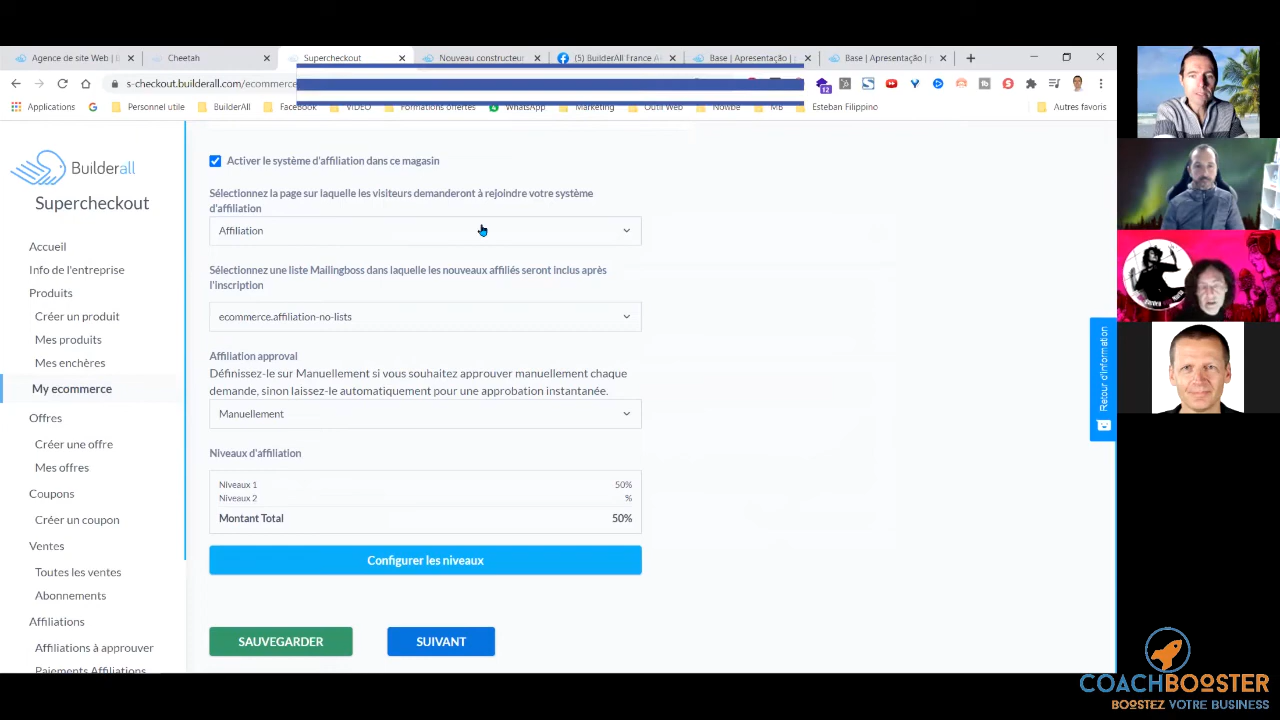 Agence de site Web |
Cheetah
Supercheckout
Nouveau constructeur
(5) BuilderAll France A
Base | Apresentação |
Base | Apresentação |
s-checkout.builderall.com/ecommerce
12
Applications
Personnel utile
BuilderAll
FaceBook
VIDEO
Formations offertes
WhatsApp
Marketing
Outil Web
Nowbe
MB
Esteban Filippino
Autres favoris
Builderall
Supercheckout
Accueil
Info de l'entreprise
Produits
Créer un produit
Mes produits
Mes enchères
My ecommerce
Offres
Créer une offre
Mes offres
Coupons
Créer un coupon
Ventes
Toutes les ventes
Abonnements
Affiliations
Affiliations à approuver
Paiements Affiliations
Activer le système d'affiliation dans ce magasin
Sélectionnez la page sur laquelle les visiteurs demanderont à rejoindre votre système
d'affiliation
Affiliation
Sélectionnez une liste Mailingboss dans laquelle les nouveaux affiliés seront inclus après
l'inscription
ecommerce.affiliation-no-lists
Affiliation approval
Définissez-le sur Manuellement si vous souhaitez approuver manuellement chaque
demande, sinon laissez-le automatiquement pour une approbation instantanée.
Manuellement
Niveaux d'affiliation
Niveaux 1 50%
Niveaux 2 %
Montant Total 50%
Configurer les niveaux
SAUVEGARDER
SUIVANT
Retour d'information
COACHBOOSTER
BOOSTEZ VOTRE BUSINESS